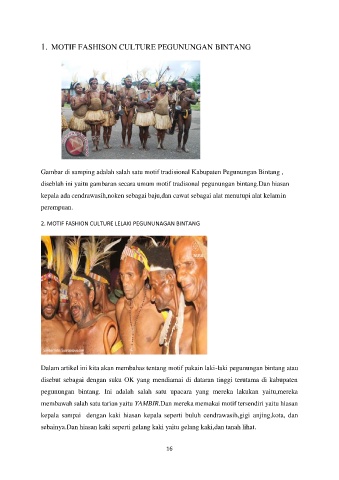 1. MOTIF FASHISON CULTURE PEGUNUNGAN BINTANG
Gambar di samping adalah salah satu motif tradisional Kabupaten Pegunungan Bintang ,
diseblah ini yaitu gambaran secara umum motif tradisonal pegunungan bintang.Dan hiasan
kepala ada cendrawasih,noken sebagai baju,dan cawat sebagai alat menutupi alat kelamin
perempuan.
2. MOTIF FASHION CULTURE LELAKI PEGUNUNAGAN BINTANG
Dalam artikel ini kita akan membahas tentang motif pakain laki-laki pegunungan bintang atau
disebut sebagai dengan suku OK yang mendiamai di dataran tinggi terutama di kabupaten
pegunungan bintang. Ini adalah salah satu upacara yang mereka lakukan yaitu,mereka
membawah salah satu tarian yaitu YAMBIR.Dan mereka memakai motif tersendiri yaitu hiasan
kepala sampai dengan kaki hiasan kepala seperti buluh cendrawasih,gigi anjing,kota, dan
sebainya.Dan hiasan kaki seperti gelang kaki yaitu gelang kaki,dan tanah lihat.
16